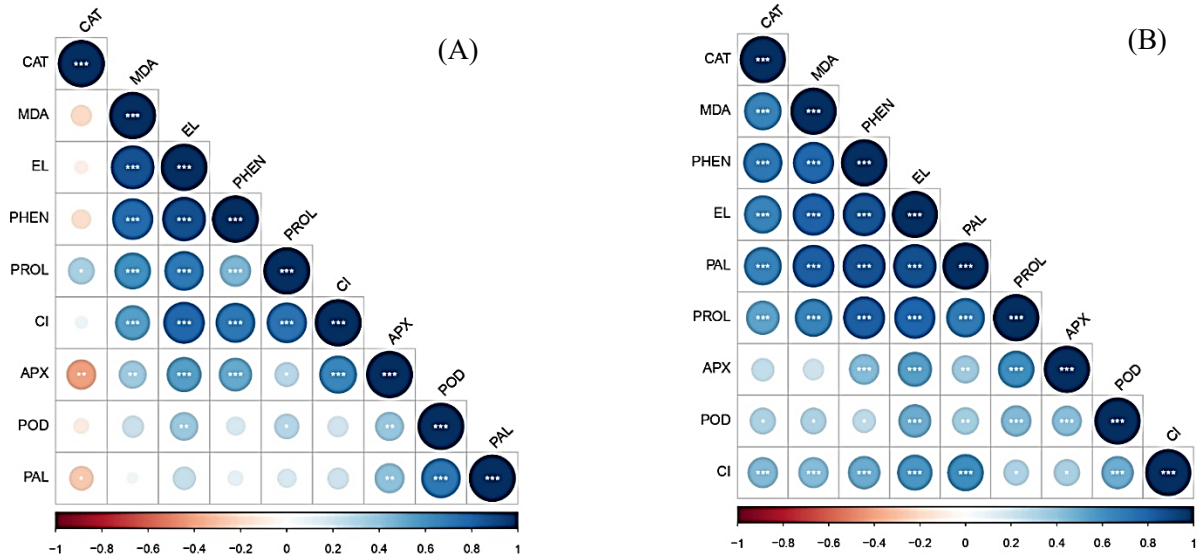 (A)
CAT
CAT ***
MDA
MDA ***
EL
EL *** ***
PHEN
PHEN *** *** ***
PROL
PROL * *** *** *** ***
CI
CI *** *** *** *** ***
APX
APX ** ** *** *** * *** ***
POD
POD ** * ** ***
PAL
PAL * ** *** ***
−1 −0.8 −0.6 −0.4 −0.2 0 0.2 0.4 0.6 0.8 1
(B)
CAT
CAT ***
MDA
MDA *** ***
PHEN
PHEN *** *** ***
EL
EL *** *** *** ***
PAL
PAL *** *** *** *** ***
PROL
PROL *** *** *** *** *** ***
APX
APX *** *** ** *** ***
POD
POD * * * *** ** *** *** ***
CI
CI *** *** *** *** *** * * *** ***
−1 −0.8 −0.6 −0.4 −0.2 0 0.2 0.4 0.6 0.8 1